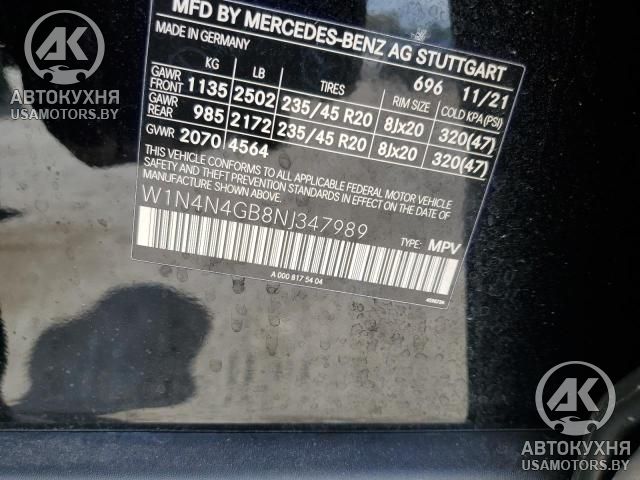 MFD BY MERCEDES-BENZ AG STUTTGART
MADE IN GERMANY
696 11/21
KG LB TIRES RIM SIZE COLD KPA(PSI)
GAWR FRONT 1135 2502 235/45 R20 8Jx20 320(47)
GAWR REAR 985 2172 235/45 R20 8Jx20 320(47)
GVWR 2070 4564
THIS VEHICLE CONFORMS TO ALL APPLICABLE FEDERAL MOTOR VEHICLE
SAFETY AND THEFT PREVENTION STANDARDS IN EFFECT ON THE DATE OF
MANUFACTURE SHOWN ABOVE.
W1N4N4GB8NJ347989
TYPE: MPV
A 000 817 54 04
АК
АВТОКУХНЯ
USAMOTORS.BY
АК
АВТОКУХНЯ
USAMOTORS.BY